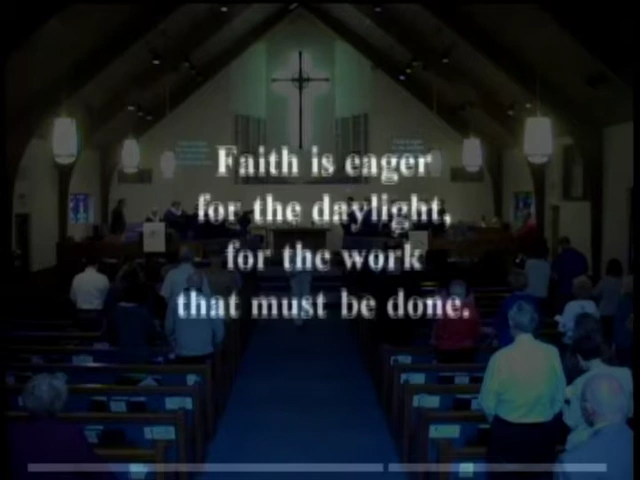 Faith is eager
for the daylight,
for the work
that must be done.